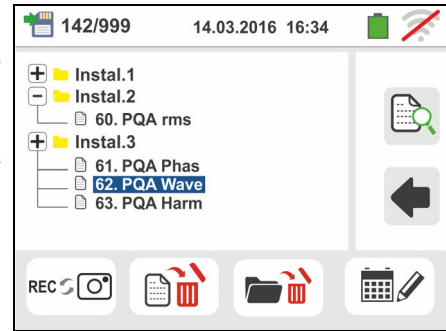 142/999 14.03.2016 16:34
Instal.1
Instal.2
60. PQA rms
Instal.3
61. PQA Phas
62. PQA Wave
63. PQA Harm
REC